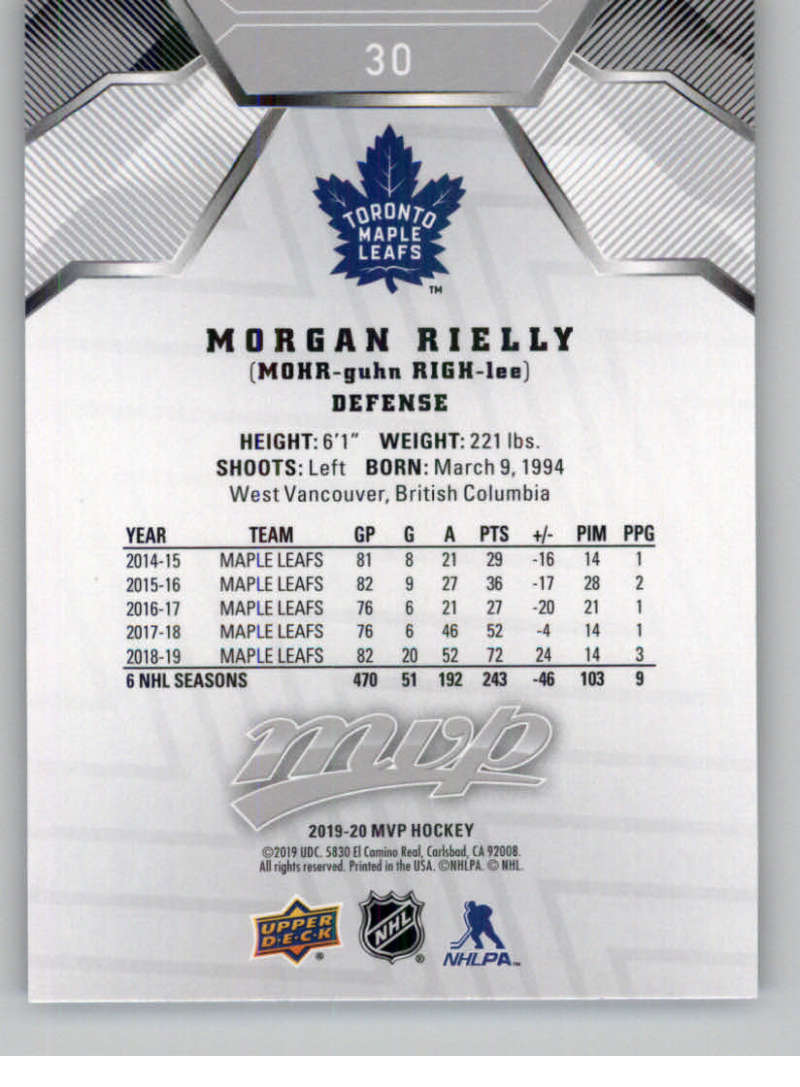 30
TORONTO
MAPLE
LEAFS
TM
MORGAN RIELLY
(MOHR-guhn RIGH-lee)
DEFENSE
HEIGHT: 6'1" WEIGHT: 221 lbs.
SHOOTS: Left BORN: March 9, 1994
West Vancouver, British Columbia
YEAR TEAM GP G A PTS +/- PIM PPG
2014-15 MAPLE LEAFS 81 8 21 29 -16 14 1
2015-16 MAPLE LEAFS 82 9 27 36 -17 28 2
2016-17 MAPLE LEAFS 76 6 21 27 -20 21 1
2017-18 MAPLE LEAFS 76 6 46 52 -4 14 1
2018-19 MAPLE LEAFS 82 20 52 72 24 14 3
6 NHL SEASONS 470 51 192 243 -46 103 9
mvp
2019-20 MVP HOCKEY
©2019 UDC. 5830 El Camino Real, Carlsbad, CA 92008.
All rights reserved. Printed in the USA. ©NHLPA. © NHL.
UPPER
D·E·C·K ®
NHL ®
NHLPA™